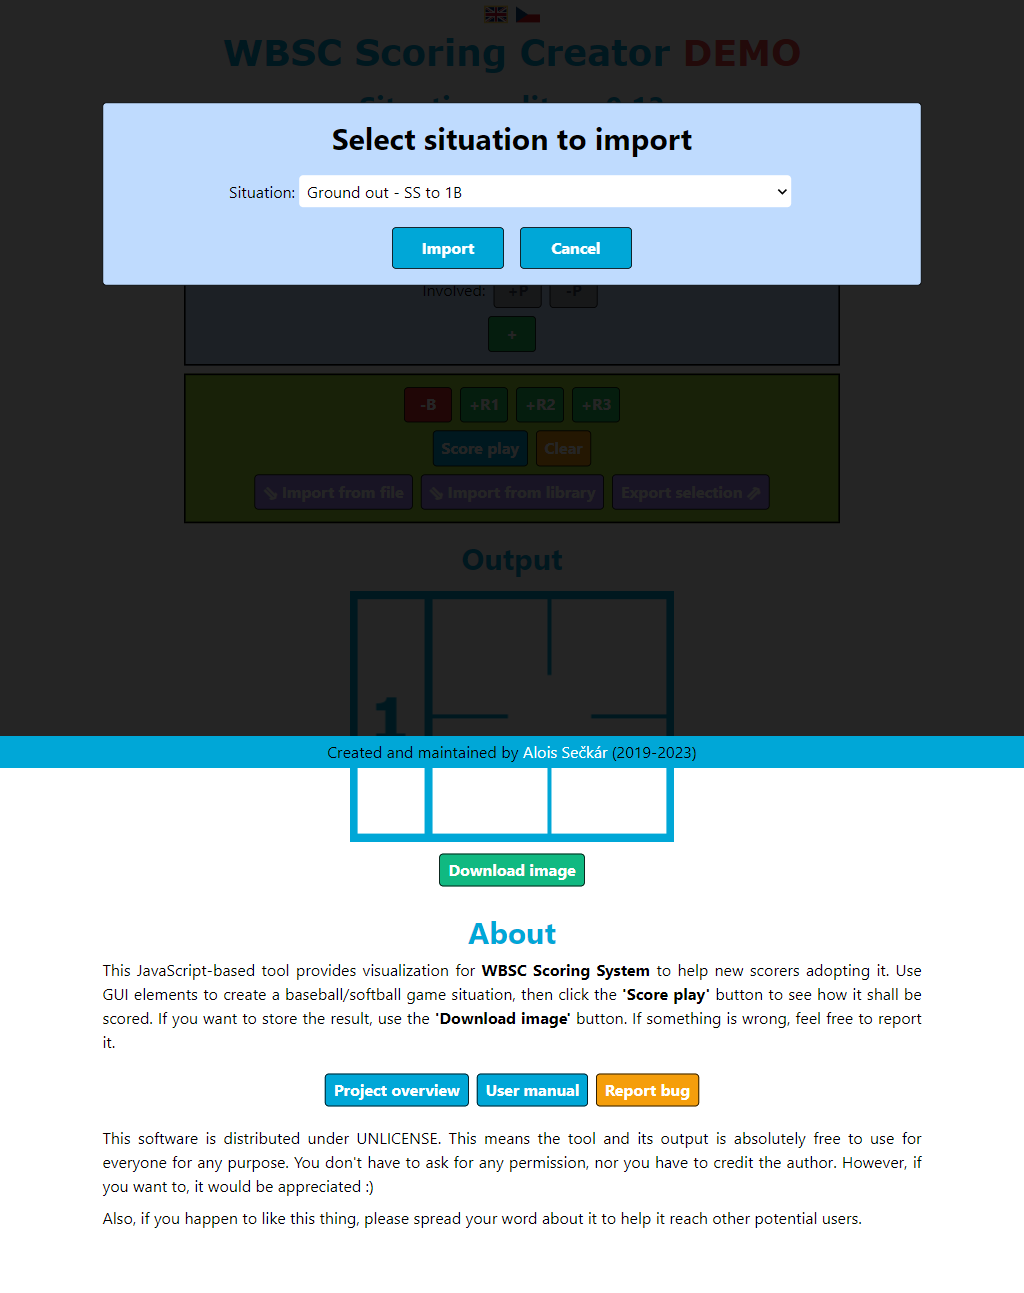 WBSC Scoring Creator DEMO
Select situation to import
Situation: Ground out - SS to 1B
Import Cancel
Involved: +P -P
+
-B +R1 +R2 +R3
Score play Clear
Import from file Import from library Export selection
Output
1
Created and maintained by Alois Sečkár (2019-2023)
Download image
About
This JavaScript-based tool provides visualization for WBSC Scoring System to help new scorers adopting it. Use
GUI elements to create a baseball/softball game situation, then click the 'Score play' button to see how it shall be
scored. If you want to store the result, use the 'Download image' button. If something is wrong, feel free to report
it.
Project overview User manual Report bug
This software is distributed under UNLICENSE. This means the tool and its output is absolutely free to use for
everyone for any purpose. You don't have to ask for any permission, nor you have to credit the author. However, if
you want to, it would be appreciated :)
Also, if you happen to like this thing, please spread your word about it to help it reach other potential users.